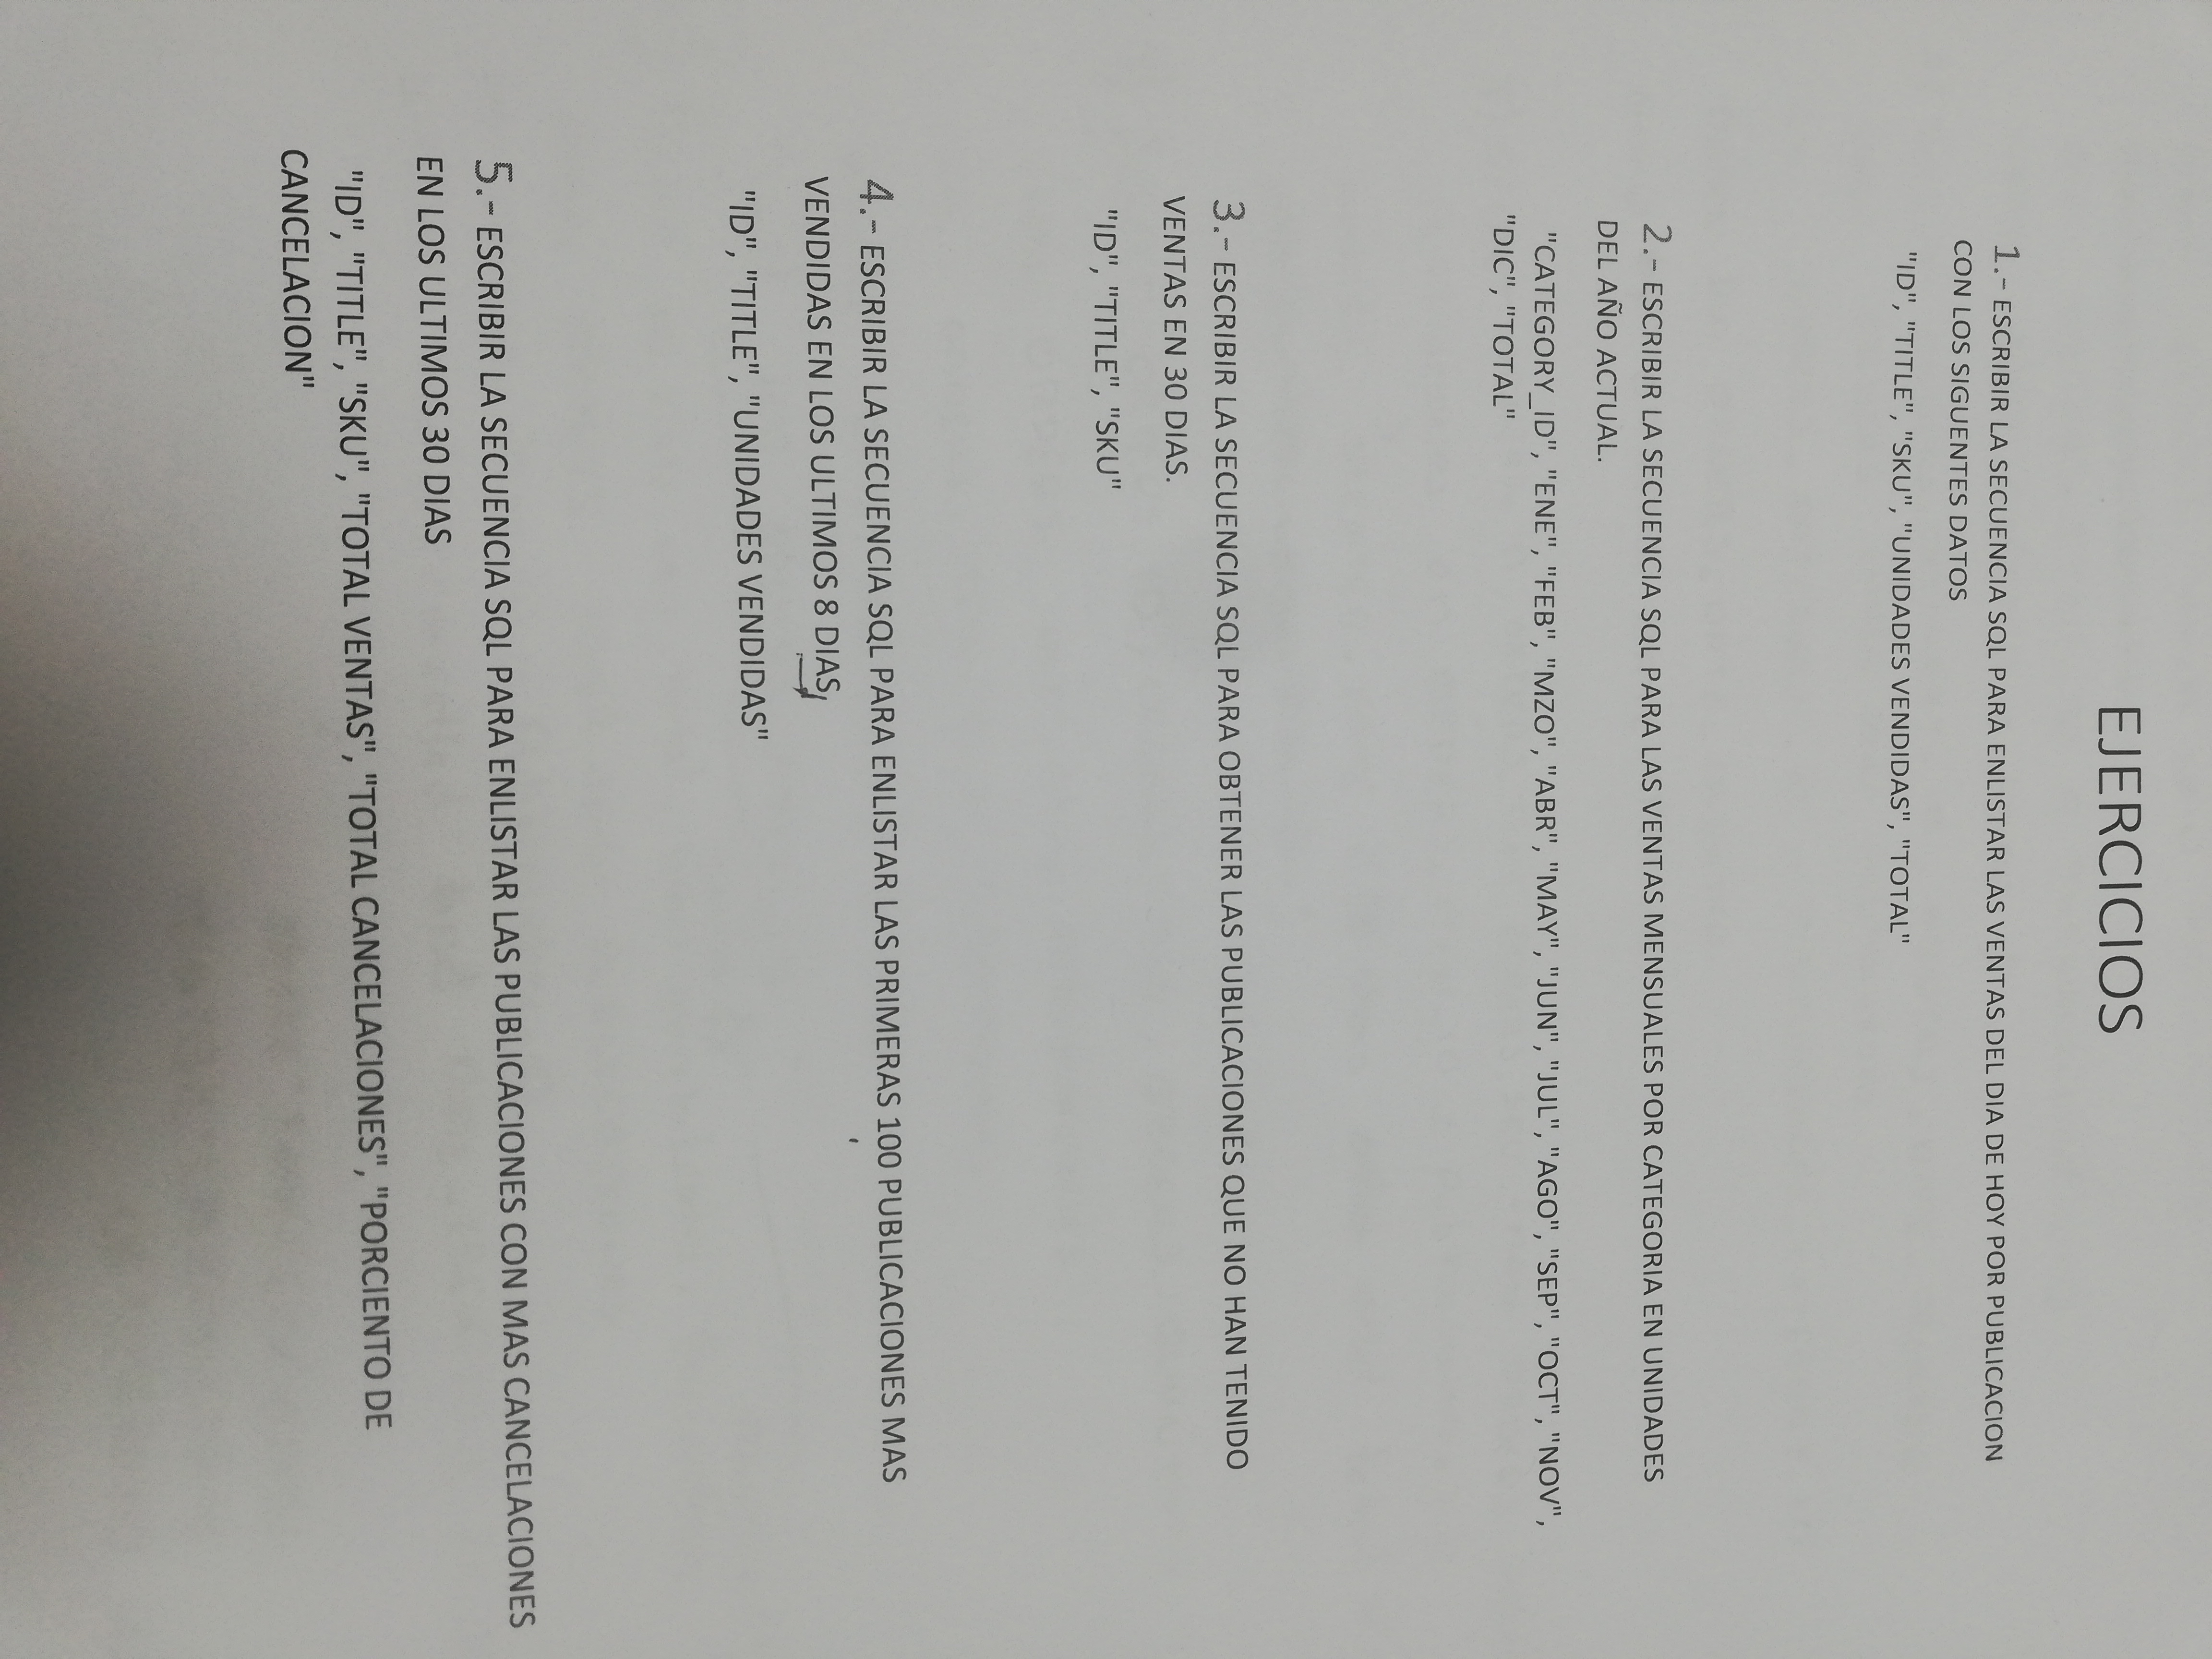 EJERCICIOS
1.- ESCRIBIR LA SECUENCIA SQL PARA ENLISTAR LAS VENTAS DEL DIA DE HOY POR PUBLICACION
CON LOS SIGUENTES DATOS
"ID", "TITLE", "SKU", "UNIDADES VENDIDAS", "TOTAL"
2.- ESCRIBIR LA SECUENCIA SQL PARA LAS VENTAS MENSUALES POR CATEGORIA EN UNIDADES
DEL AÑO ACTUAL.
"CATEGORY_ID", "ENE", "FEB", "MZO", "ABR", "MAY", "JUN", "JUL", "AGO", "SEP", "OCT", "NOV",
"DIC", "TOTAL"
3.- ESCRIBIR LA SECUENCIA SQL PARA OBTENER LAS PUBLICACIONES QUE NO HAN TENIDO
VENTAS EN 30 DIAS.
"ID", "TITLE", "SKU"
4.- ESCRIBIR LA SECUENCIA SQL PARA ENLISTAR LAS PRIMERAS 100 PUBLICACIONES MAS
VENDIDAS EN LOS ULTIMOS 8 DIAS,
"ID", "TITLE", "UNIDADES VENDIDAS"
5.- ESCRIBIR LA SECUENCIA SQL PARA ENLISTAR LAS PUBLICACIONES CON MAS CANCELACIONES
EN LOS ULTIMOS 30 DIAS
"ID", "TITLE", "SKU", "TOTAL VENTAS", "TOTAL CANCELACIONES", "PORCIENTO DE
CANCELACION"